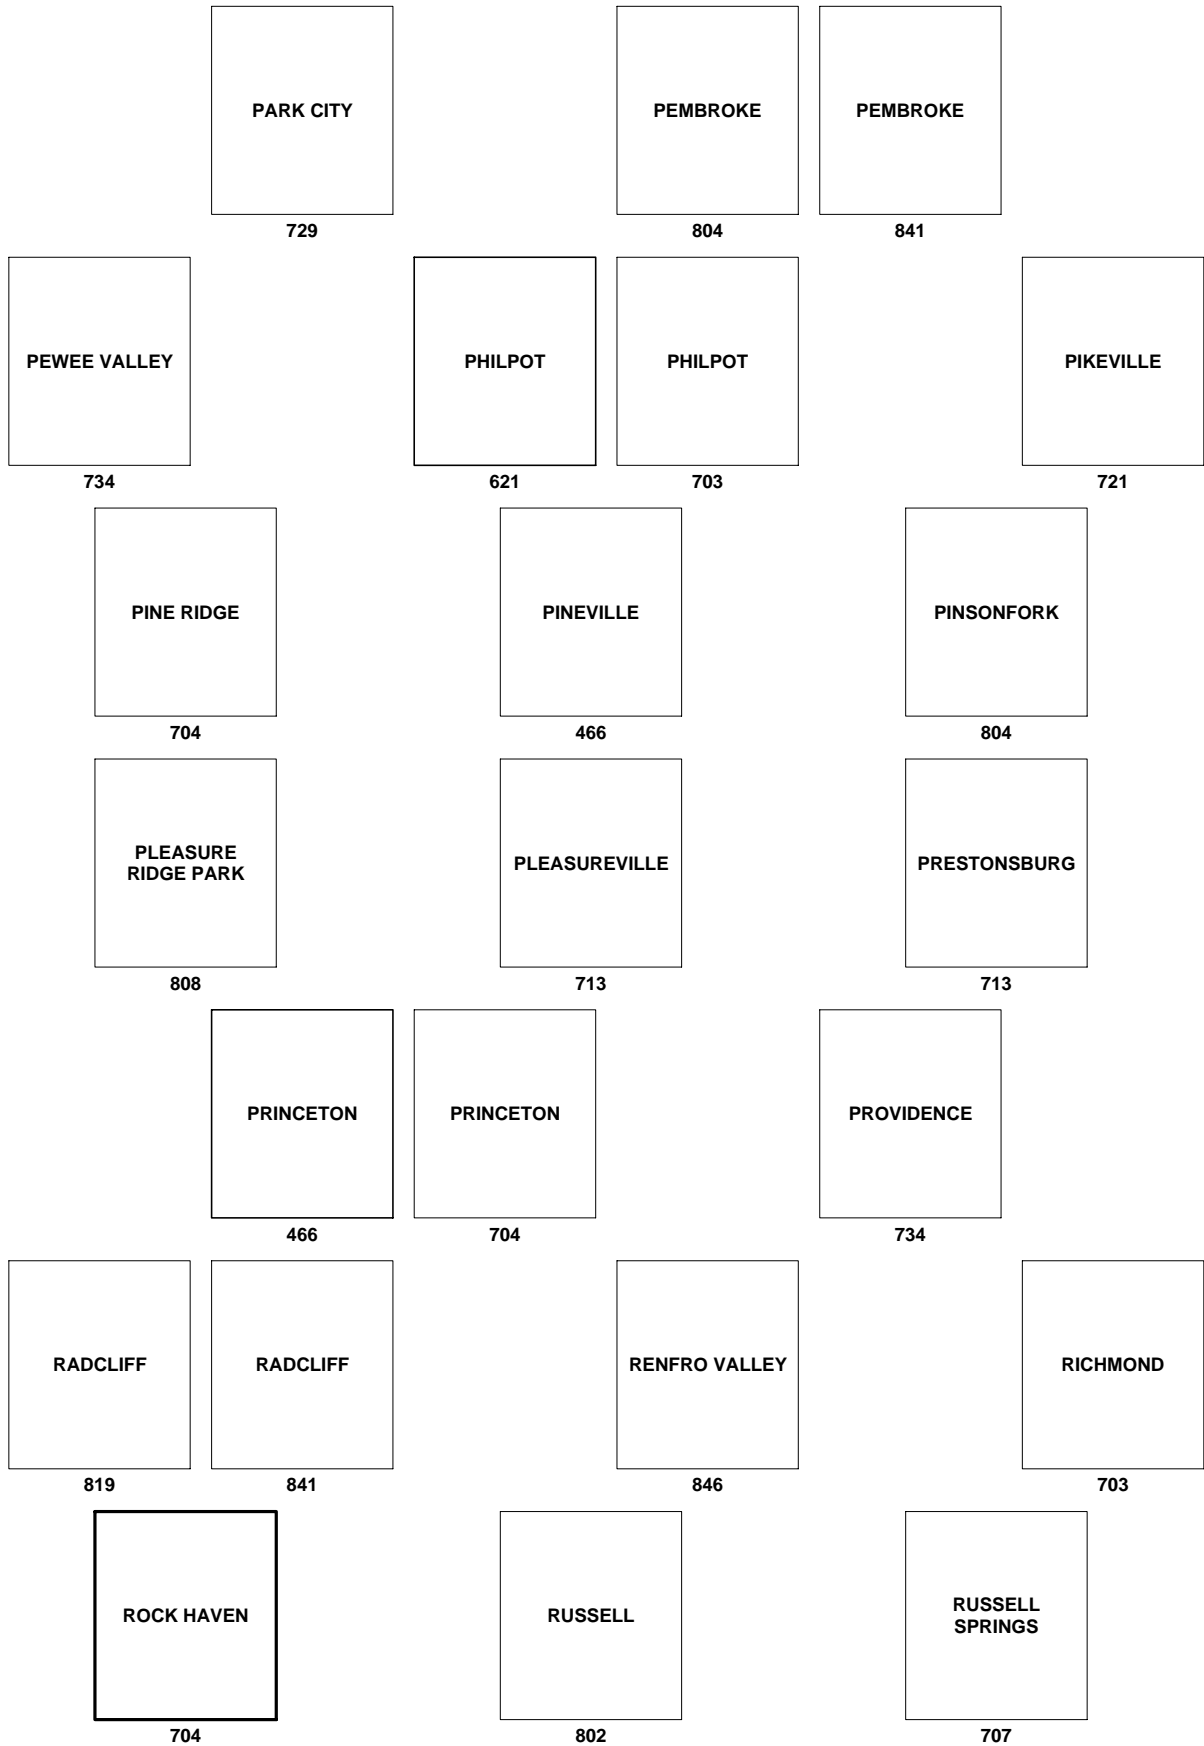 PARK CITY
729
PEMBROKE
804
PEMBROKE
841
PEWEE VALLEY
734
PHILPOT
621
PHILPOT
703
PIKEVILLE
721
PINE RIDGE
704
PINEVILLE
466
PINSONFORK
804
PLEASURE
RIDGE PARK
808
PLEASUREVILLE
713
PRESTONSBURG
713
PRINCETON
466
PRINCETON
704
PROVIDENCE
734
RADCLIFF
819
RADCLIFF
841
RENFRO VALLEY
846
RICHMOND
703
ROCK HAVEN
704
RUSSELL
802
RUSSELL
SPRINGS
707